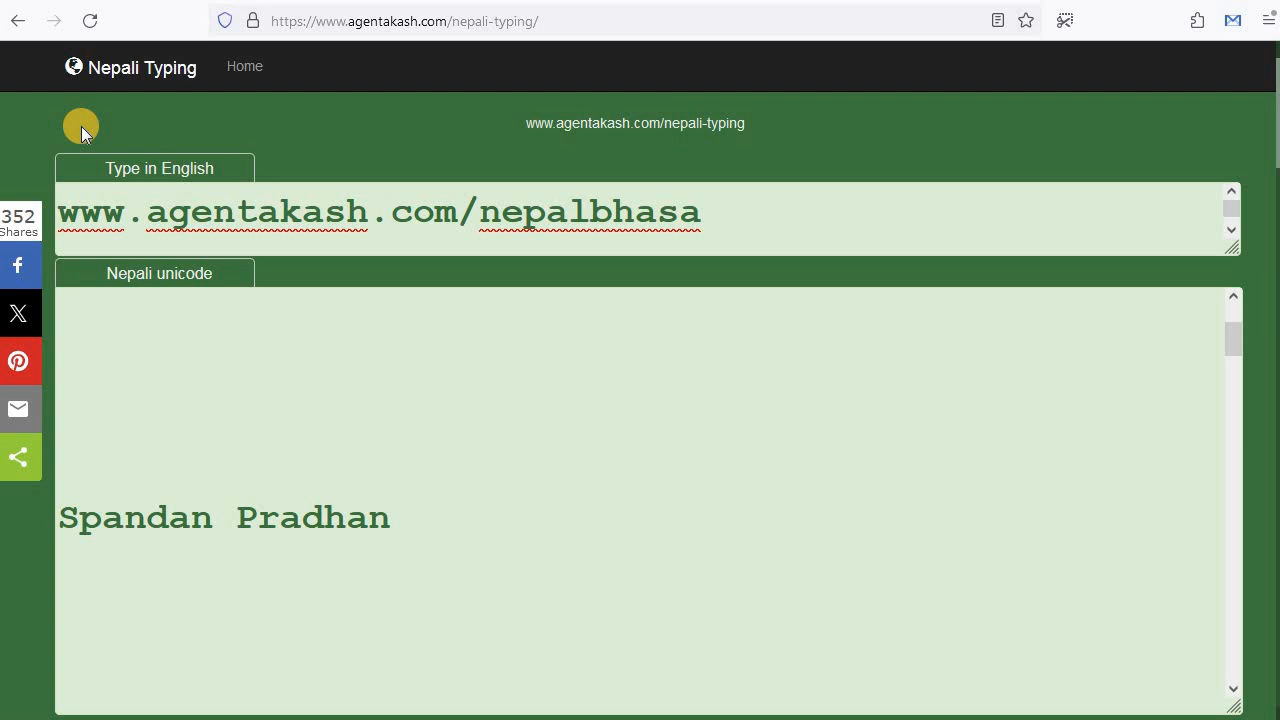 https://www.agentakash.com/nepali-typing/
Nepali Typing
Home
www.agentakash.com/nepali-typing
Type in English
www.agentakash.com/nepalbhasa
352
Shares
Nepali unicode
Spandan Pradhan